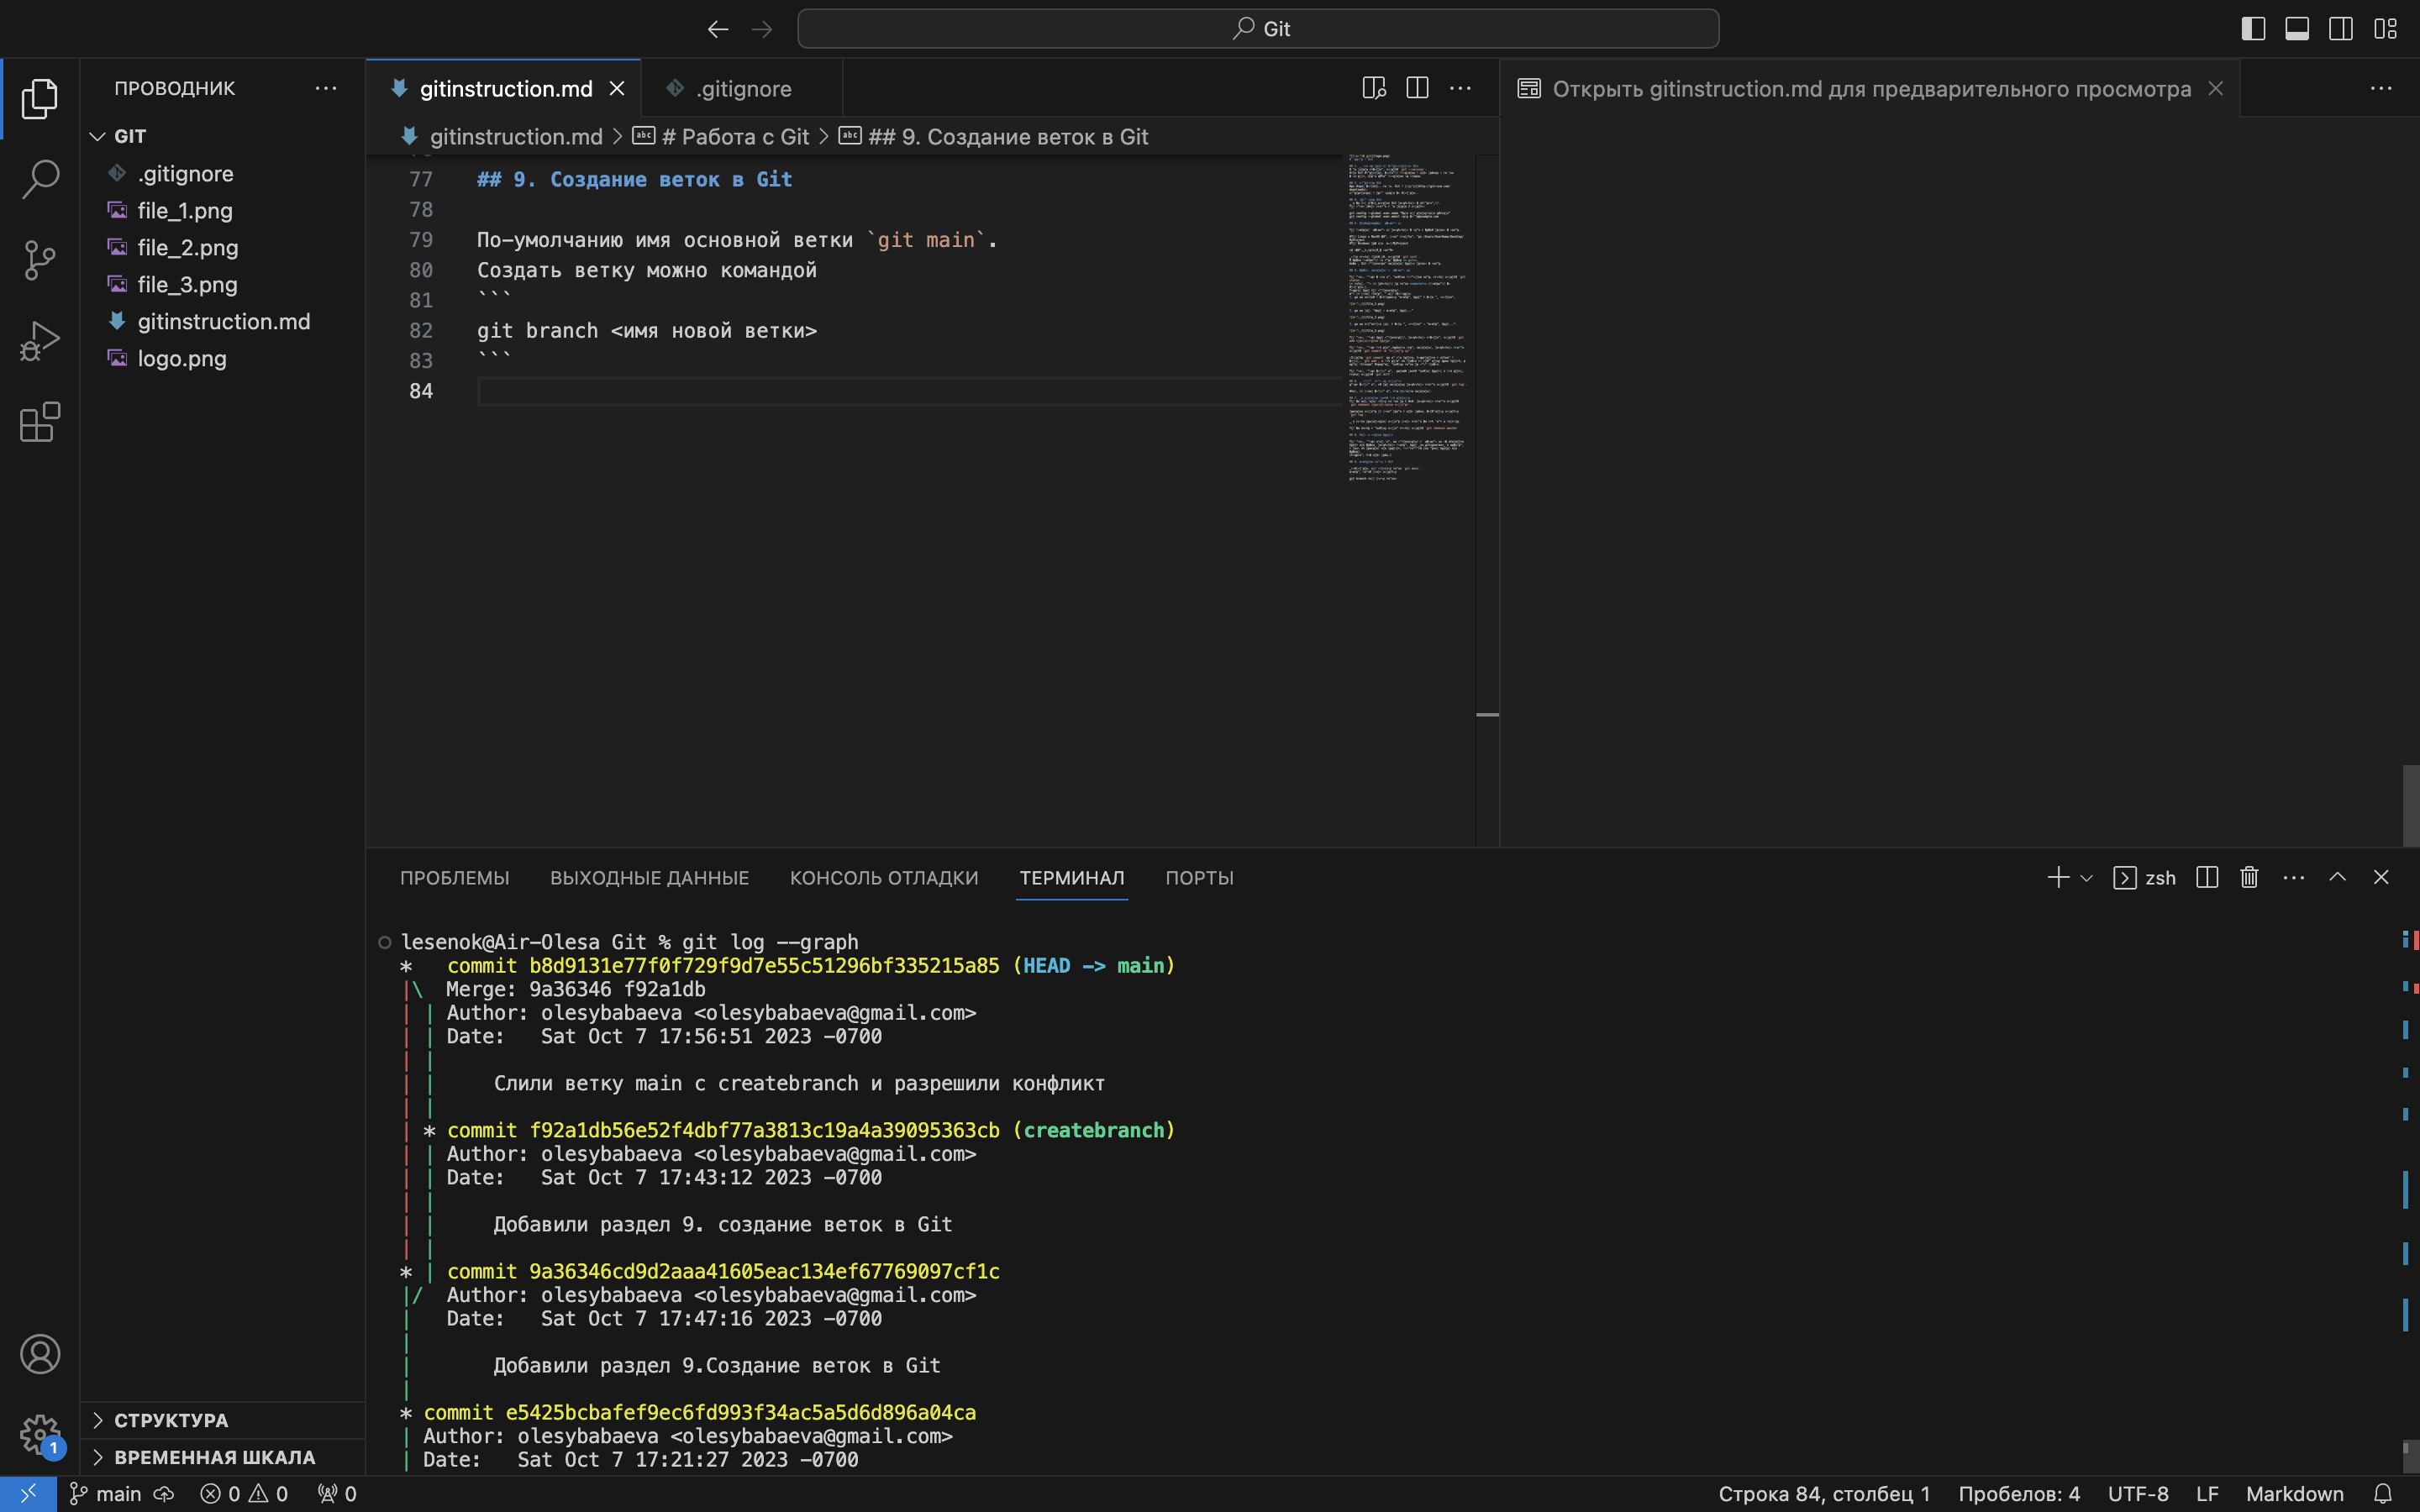 Git
ПРОВОДНИК
GIT
.gitignore
file_1.png
file_2.png
file_3.png
gitinstruction.md
logo.png
СТРУКТУРА
ВРЕМЕННАЯ ШКАЛА
gitinstruction.md
.gitignore
gitinstruction.md > # Работа с Git > ## 9. Создание веток в Git
77 ## 9. Создание веток в Git
78
79 По-умолчанию имя основной ветки `git main`.
80 Создать ветку можно командой
81 ```
82 git branch <имя новой ветки>
83 ```
84
Открыть gitinstruction.md для предварительного просмотра
ПРОБЛЕМЫ ВЫХОДНЫЕ ДАННЫЕ КОНСОЛЬ ОТЛАДКИ ТЕРМИНАЛ ПОРТЫ
zsh
lesenok@Air-Olesa Git % git log --graph
* commit b8d9131e77f0f729f9d7e55c51296bf335215a85 (HEAD -> main)
|\ Merge: 9a36346 f92a1db
| | Author: olesybabaeva <olesybabaeva@gmail.com>
| | Date: Sat Oct 7 17:56:51 2023 -0700
| |
| | Слили ветку main с createbranch и разрешили конфликт
| |
| * commit f92a1db56e52f4dbf77a3813c19a4a39095363cb (createbranch)
| | Author: olesybabaeva <olesybabaeva@gmail.com>
| | Date: Sat Oct 7 17:43:12 2023 -0700
| |
| | Добавили раздел 9. создание веток в Git
| |
* | commit 9a36346cd9d2aaa41605eac134ef67769097cf1c
|/ Author: olesybabaeva <olesybabaeva@gmail.com>
| Date: Sat Oct 7 17:47:16 2023 -0700
|
| Добавили раздел 9.Создание веток в Git
|
* commit e5425bcbafef9ec6fd993f34ac5a5d6d896a04ca
| Author: olesybabaeva <olesybabaeva@gmail.com>
| Date: Sat Oct 7 17:21:27 2023 -0700
1
main 0 0 0
Строка 84, столбец 1 Пробелов: 4 UTF-8 LF Markdown